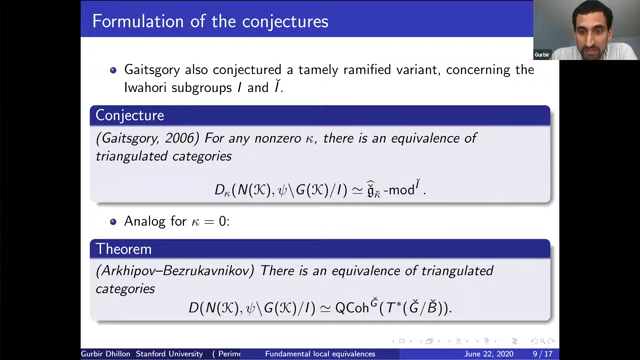 Formulation of the conjectures
Gurbir
• Gaitsgory also conjectured a tamely ramified variant, concerning the
Iwahori subgroups I and Ǐ.
Conjecture
(Gaitsgory, 2006) For any nonzero κ, there is an equivalence of
triangulated categories
D_κ(N(𝒦), ψ\G(𝒦)/I) ≃ \widehat{ǧ}_κ̌ -mod^Ǐ.
• Analog for κ = 0:
Theorem
(Arkhipov–Bezrukavnikov) There is an equivalence of triangulated
categories
D(N(𝒦), ψ\G(𝒦)/I) ≃ QCoh^Ǧ(T*(Ǧ/B̌)).
Gurbir Dhillon Stanford University (Perime Fundamental local equivalences June 22, 2020 9 / 17